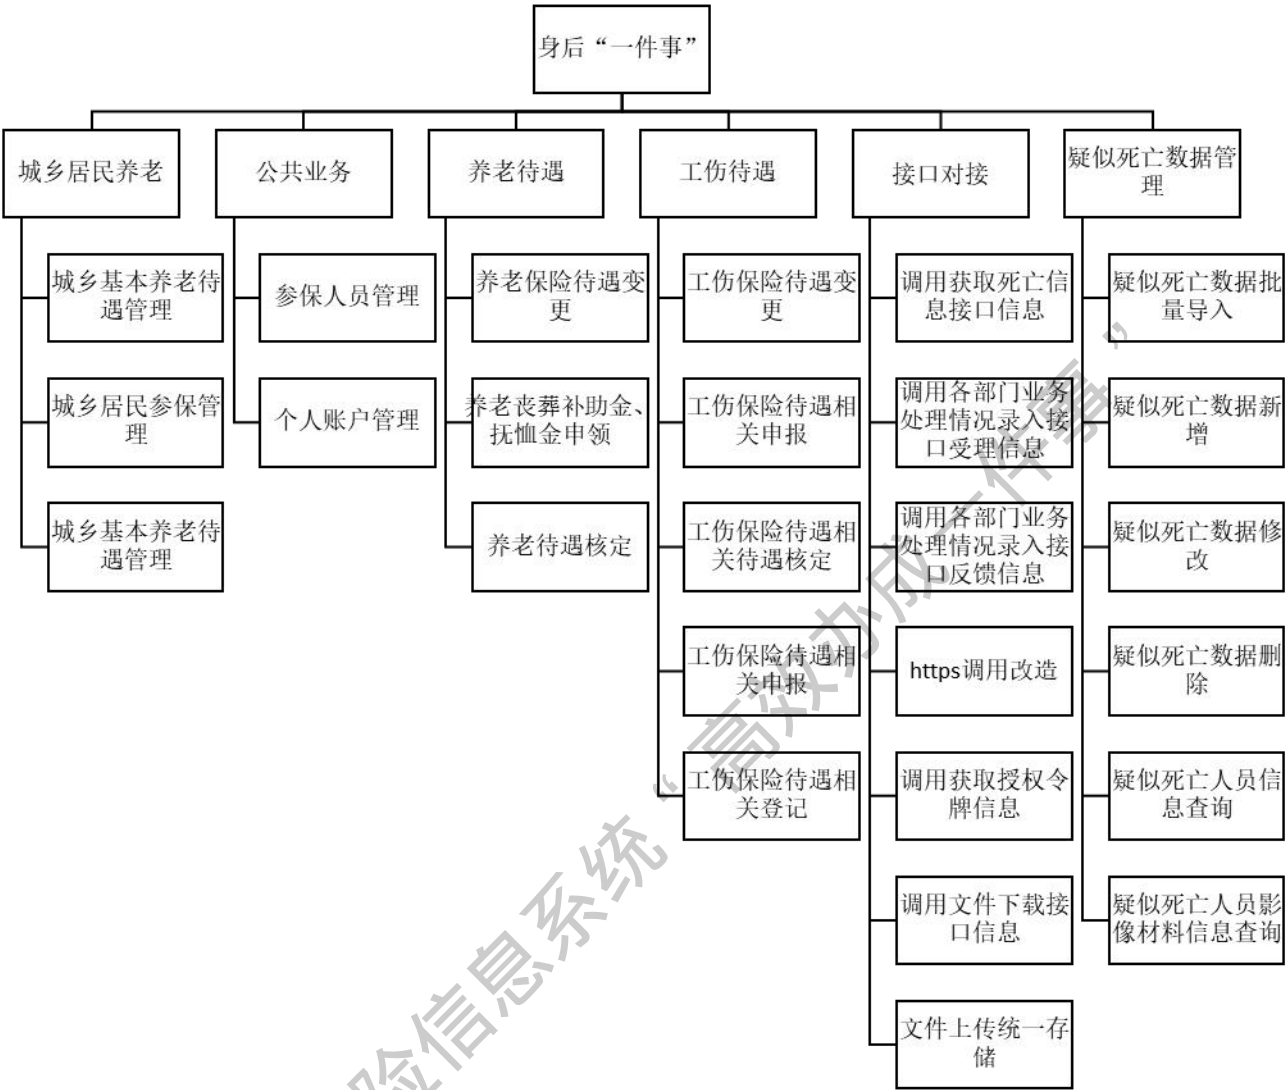 身后“一件事”
城乡居民养老
公共业务
养老待遇
工伤待遇
接口对接
疑似死亡数据管
理
城乡基本养老待
遇管理
城乡居民参保管
理
城乡基本养老待
遇管理
参保人员管理
个人账户管理
养老保险待遇变
更
养老丧葬补助金、
抚恤金申领
养老待遇核定
工伤保险待遇变
更
工伤保险待遇相
关申报
工伤保险待遇相
关待遇核定
工伤保险待遇相
关申报
工伤保险待遇相
关登记
调用获取死亡信
息接口信息
调用各部门业务
处理情况录入接
口受理信息
调用各部门业务
处理情况录入接
口反馈信息
https调用改造
调用获取授权令
牌信息
调用文件下载接
口信息
文件上传统一存
储
疑似死亡数据批
量导入
疑似死亡数据新
增
疑似死亡数据修
改
疑似死亡数据删
除
疑似死亡人员信
息查询
疑似死亡人员影
像材料信息查询
险信息系统“高效办成一件事”